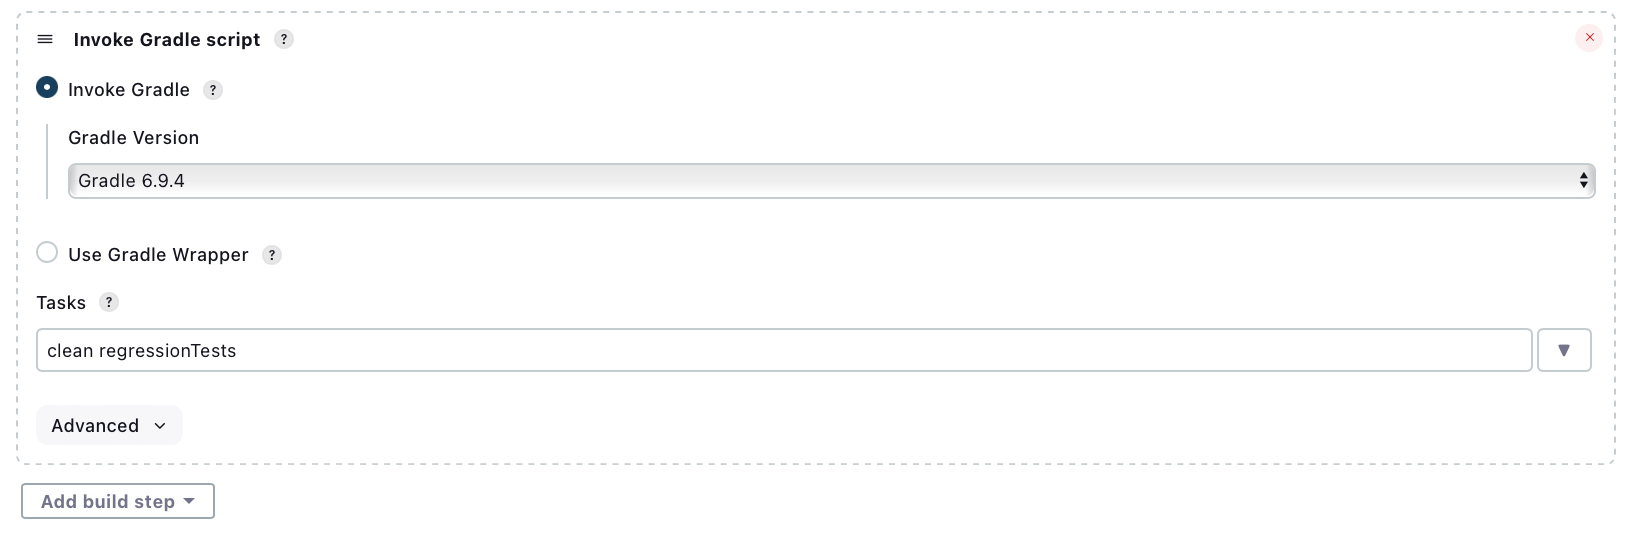 Invoke Gradle script ?
Invoke Gradle ?
Gradle Version
Gradle 6.9.4
Use Gradle Wrapper ?
Tasks ?
clean regressionTests
Advanced
Add build step